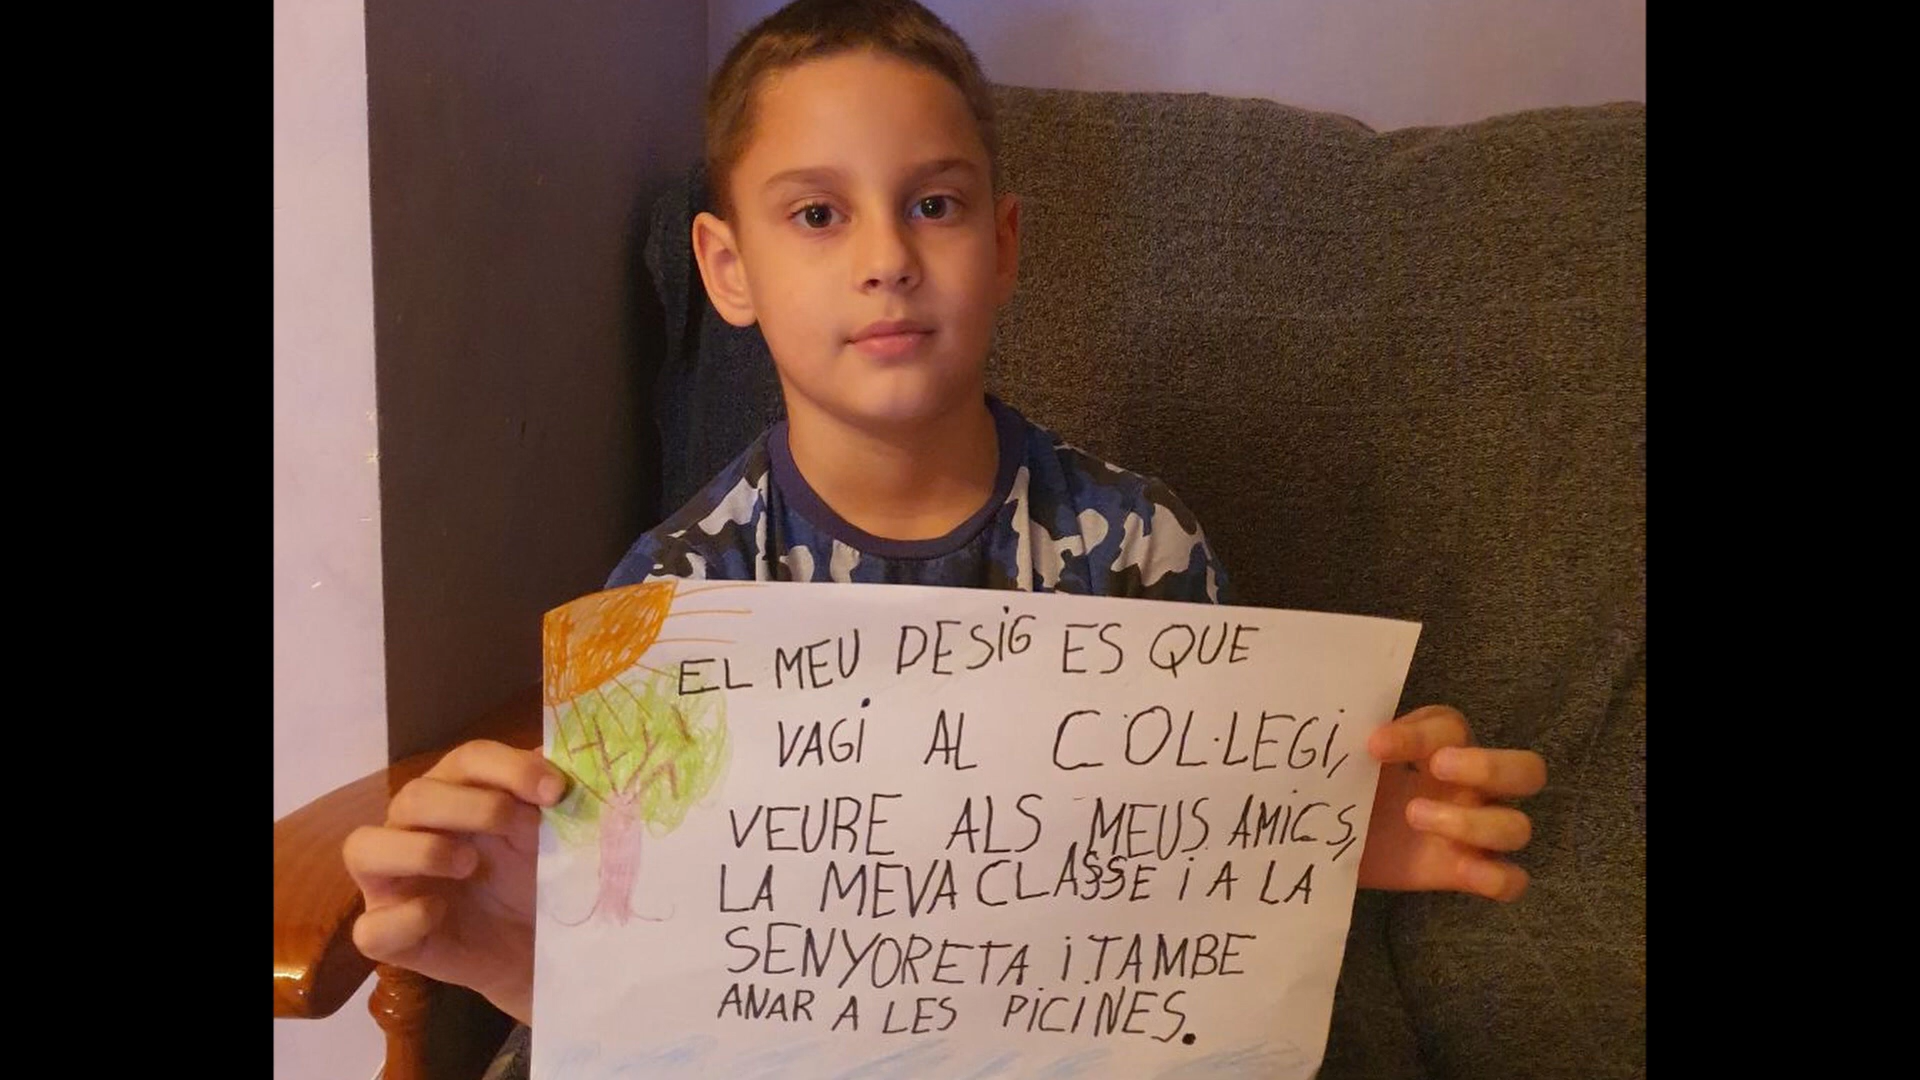 EL MEU DESiG ES QUE
VAGi AL COL·LEGi,
VEURE ALS MEUS AMiCS,
LA MEVA CLASSE i A LA
SENYORETA i TAMBE
ANAR A LES PiCiNES.